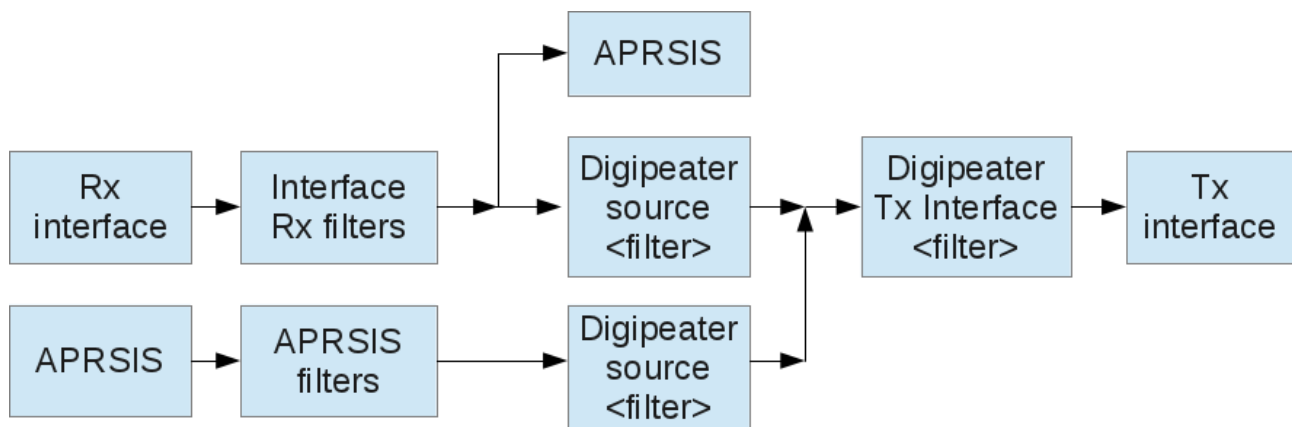 APRSIS
Rx
interface
Interface
Rx filters
Digipeater
source
<filter>
Digipeater
Tx Interface
<filter>
Tx
interface
APRSIS
APRSIS
filters
Digipeater
source
<filter>